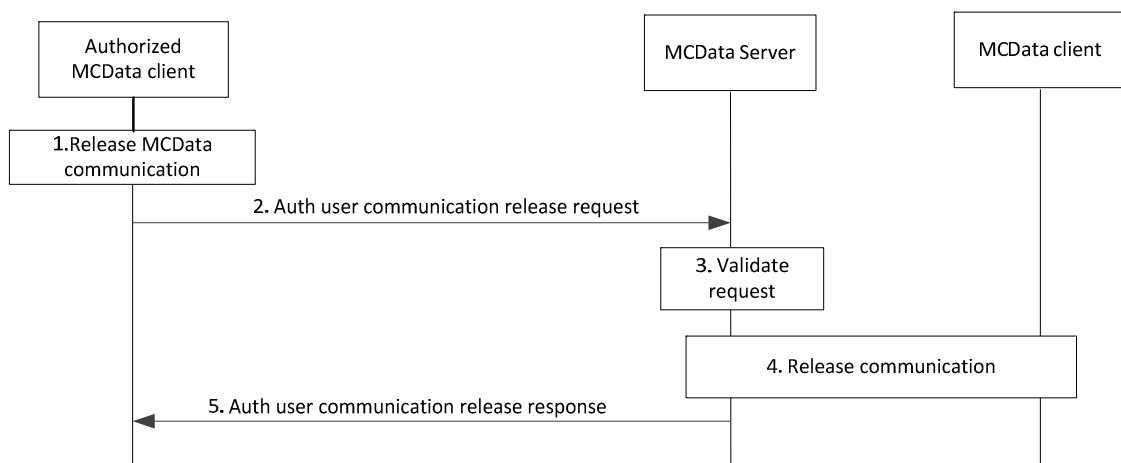 Authorized
MCData client
MCData Server
MCData client
1.Release MCData
communication
2. Auth user communication release request
3. Validate
request
4. Release communication
5. Auth user communication release response